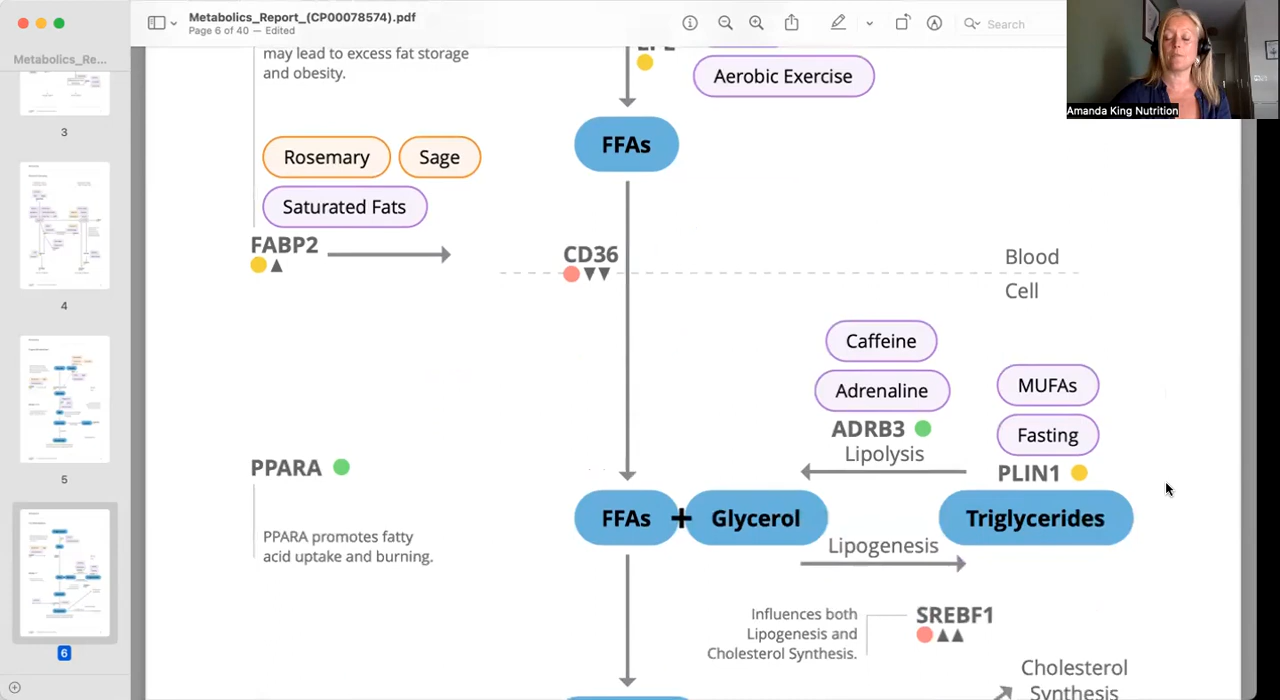 Metabolics_Report_(CP00078574).pdf
Page 6 of 40 — Edited
Search
Metabolics_Re...
3
4
5
6
Amanda King Nutrition
may lead to excess fat storage
and obesity.
Aerobic Exercise
FFAs
Rosemary
Sage
Saturated Fats
FABP2
CD36
Blood
Cell
Caffeine
Adrenaline
ADRB3
Lipolysis
MUFAs
Fasting
PLIN1
PPARA
FFAs + Glycerol
Triglycerides
PPARA promotes fatty
acid uptake and burning.
Lipogenesis
Influences both
Lipogenesis and
Cholesterol Synthesis.
SREBF1
Cholesterol
Synthesis